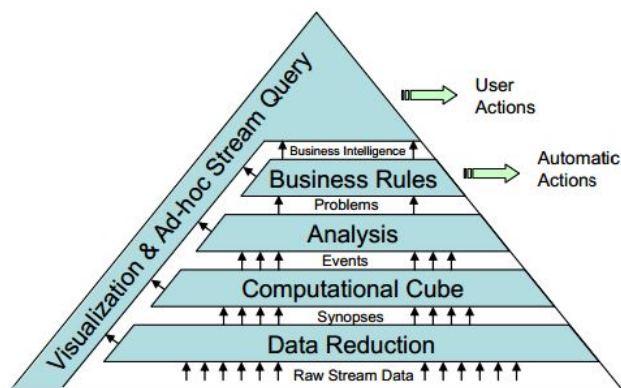 Visualization & Ad-hoc Stream Query
User
Actions
Business Intelligence
Automatic
Actions
Business Rules
Problems
Analysis
Events
Computational Cube
Synopses
Data Reduction
Raw Stream Data